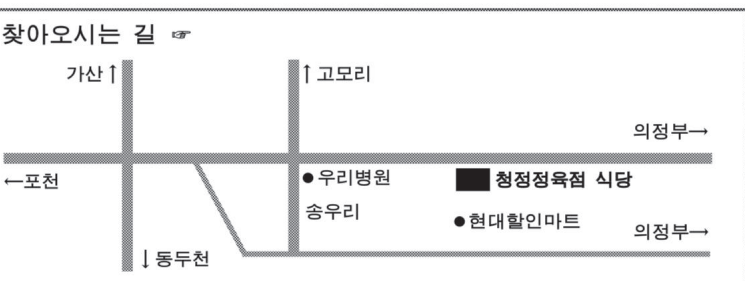 찾아오시는 길 ☞
가산↑
↑고모리
의정부→
←포천
●우리병원
■청정정육점 식당
송우리
●현대할인마트
의정부→
↓동두천